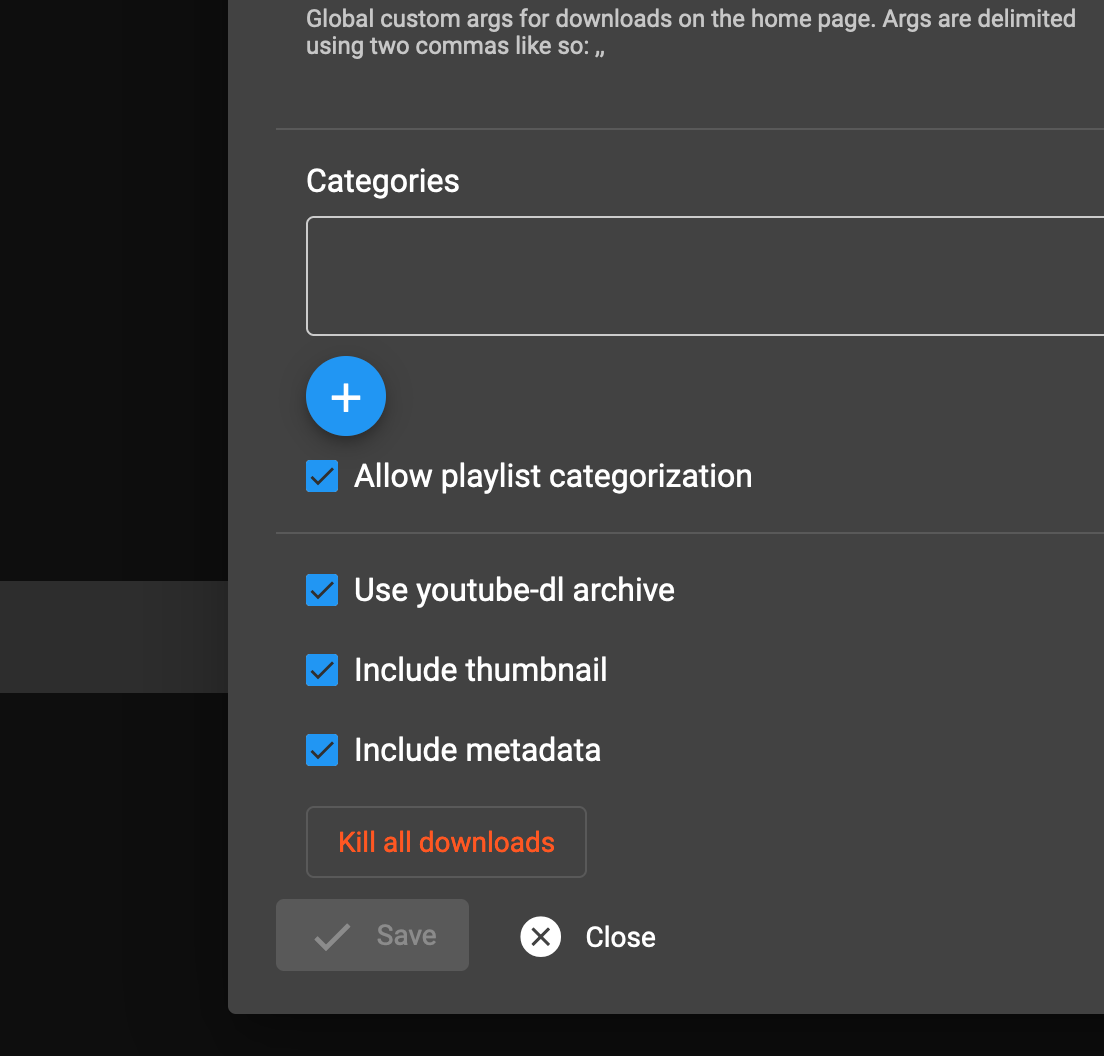 Global custom args for downloads on the home page. Args are delimited
using two commas like so: ,,
Categories
Allow playlist categorization
Use youtube-dl archive
Include thumbnail
Include metadata
Kill all downloads
Save
Close